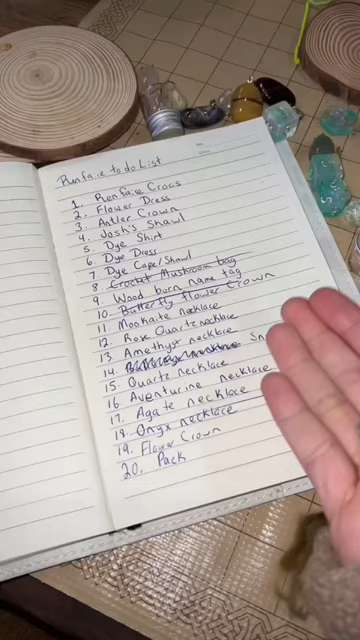 Renfaire to do List
1. Renfaire Crocs
2. Flower Dress
3. Antler Crown
4. Josh's Shawl
5. Dye Shirt
6. Dye Dress
7. Dye Cape/Shawl
8. Crochet Mushroom bag
9. Wood burn name tag
10. Butterfly flower Crown
11. Mookaite necklace
12. Rose Quartz necklace
13. Amethyst necklace
14. necklace Sn
15. Quartz necklace
16. Aventurine necklace
17. Agate necklace
18. Onyx necklace
19. Flower Crown
20. Pack